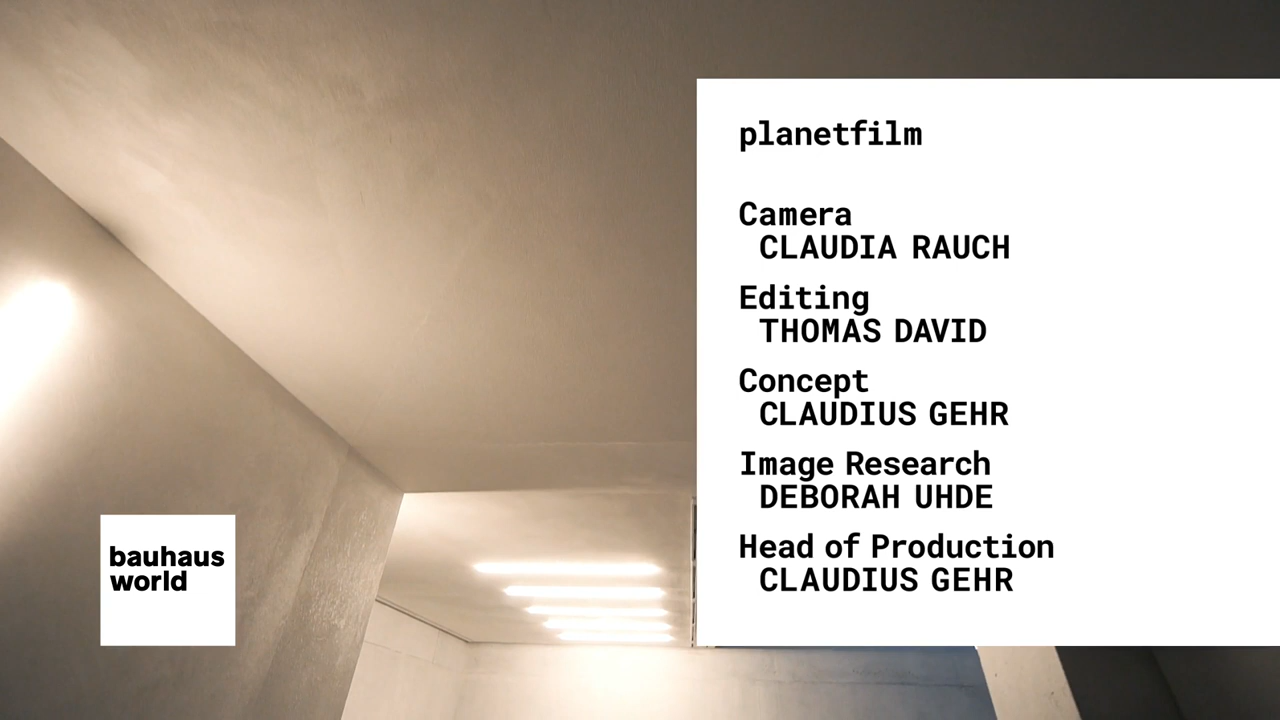 planetfilm
Camera
CLAUDIA RAUCH
Editing
THOMAS DAVID
Concept
CLAUDIUS GEHR
Image Research
DEBORAH UHDE
Head of Production
CLAUDIUS GEHR
bauhaus
world